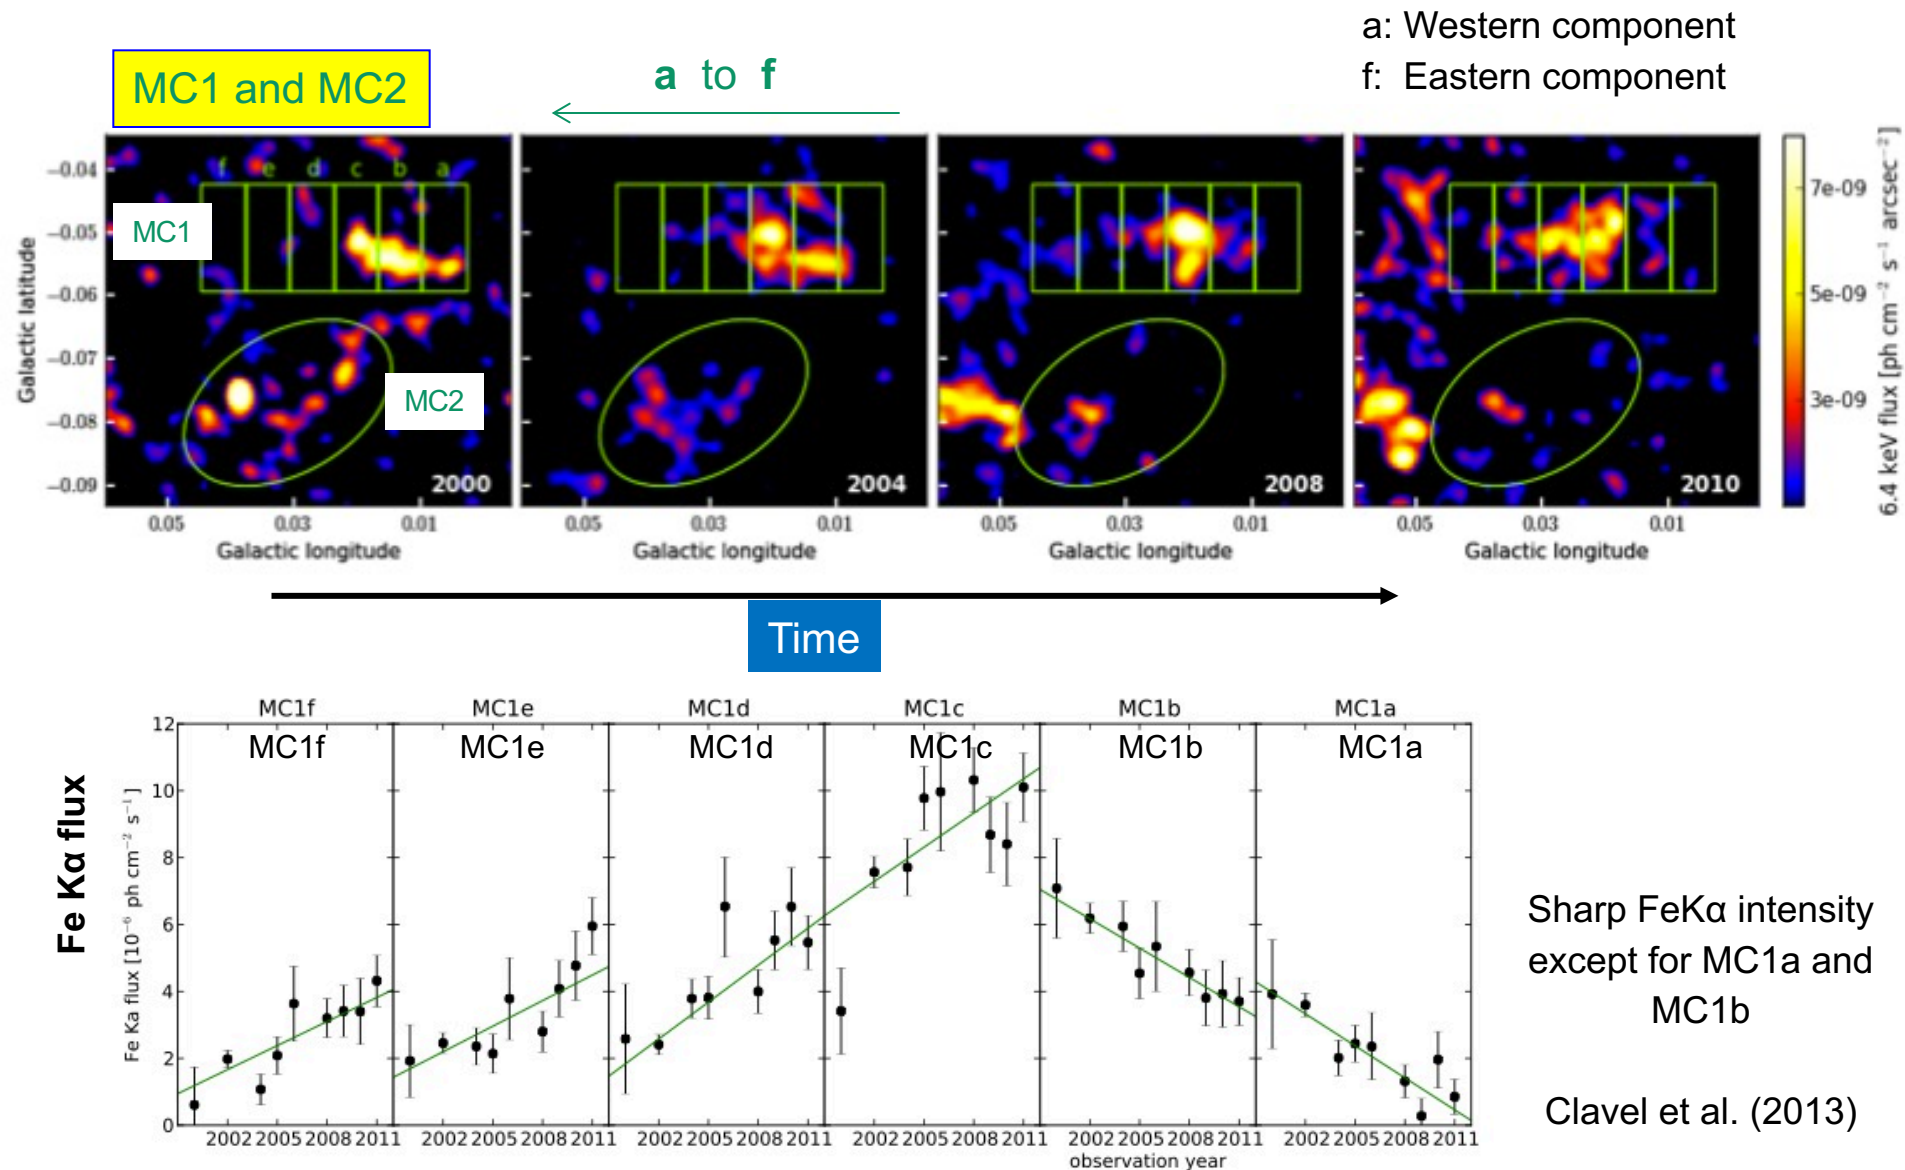 a: Western component
f: Eastern component
MC1 and MC2
a to f
f e d c b a
MC1
MC2
2000
2004
2008
2010
−0.04
−0.05
−0.06
−0.07
−0.08
−0.09
Galactic latitude
0.05 0.03 0.01
0.05 0.03 0.01
0.05 0.03 0.01
0.05 0.03 0.01
Galactic longitude
Galactic longitude
Galactic longitude
Galactic longitude
7e-09
5e-09
3e-09
6.4 keV flux [ph cm⁻² s⁻¹ arcsec⁻²]
Time
MC1f MC1e MC1d MC1c MC1b MC1a
MC1f MC1e MC1d MC1c MC1b MC1a
12
10
8
6
4
2
0
Fe Kα flux
Fe Ka flux [10⁻⁶ ph cm⁻² s⁻¹]
2002 2005 2008 2011 2002 2005 2008 2011 2002 2005 2008 2011 2002 2005 2008 2011 2002 2005 2008 2011 2002 2005 2008 2011
observation year
Sharp FeKα intensity
except for MC1a and
MC1b
Clavel et al. (2013)